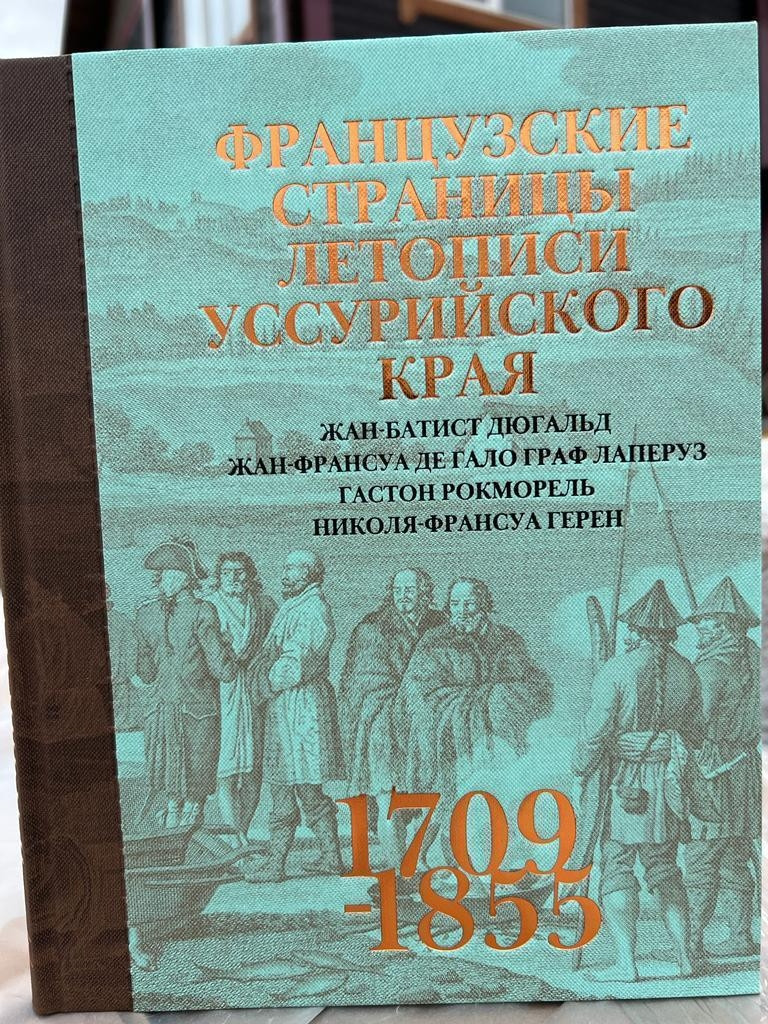 ФРАНЦУЗСКИЕ
СТРАНИЦЫ
ЛЕТОПИСИ
УССУРИЙСКОГО
КРАЯ
ЖАН-БАТИСТ ДЮГАЛЬД
ЖАН-ФРАНСУА ДЕ ГАЛО ГРАФ ЛАПЕРУЗ
ГАСТОН РОКМОРЕЛЬ
НИКОЛЯ-ФРАНСУА ГЕРЕН
1709
-1855